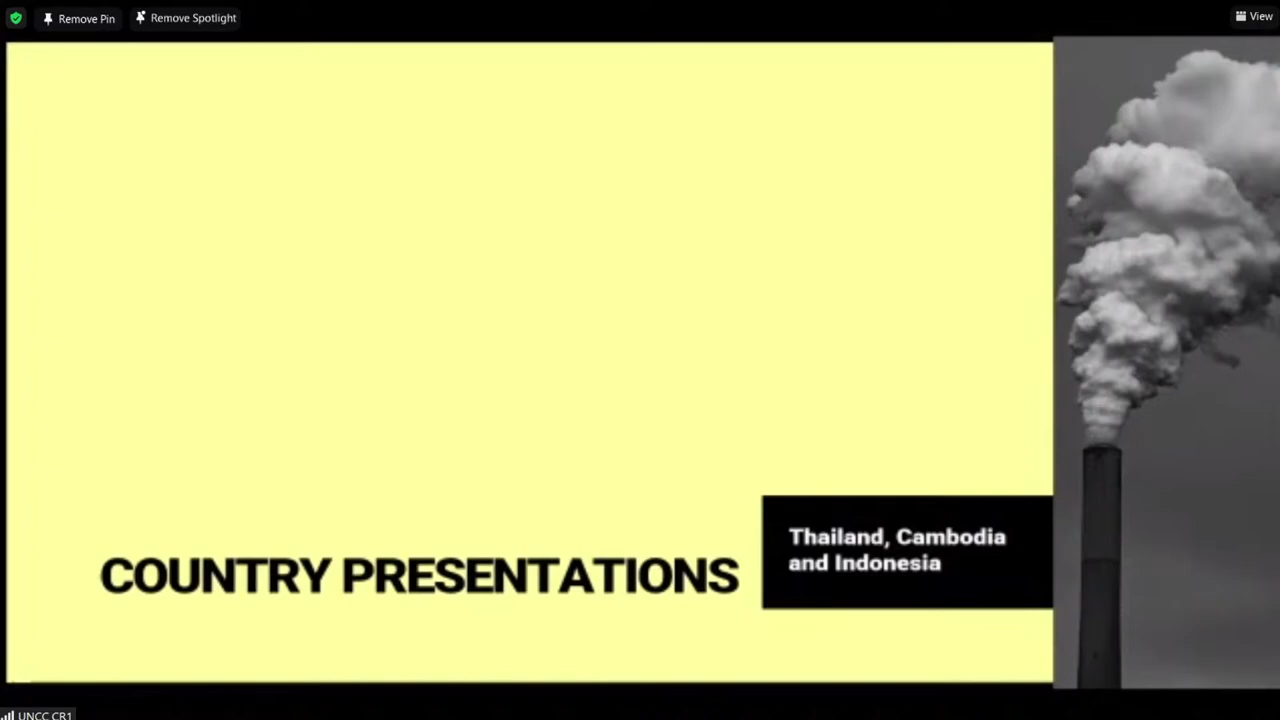 Remove Pin
Remove Spotlight
View
Thailand, Cambodia
and Indonesia
COUNTRY PRESENTATIONS
UNCC CR1